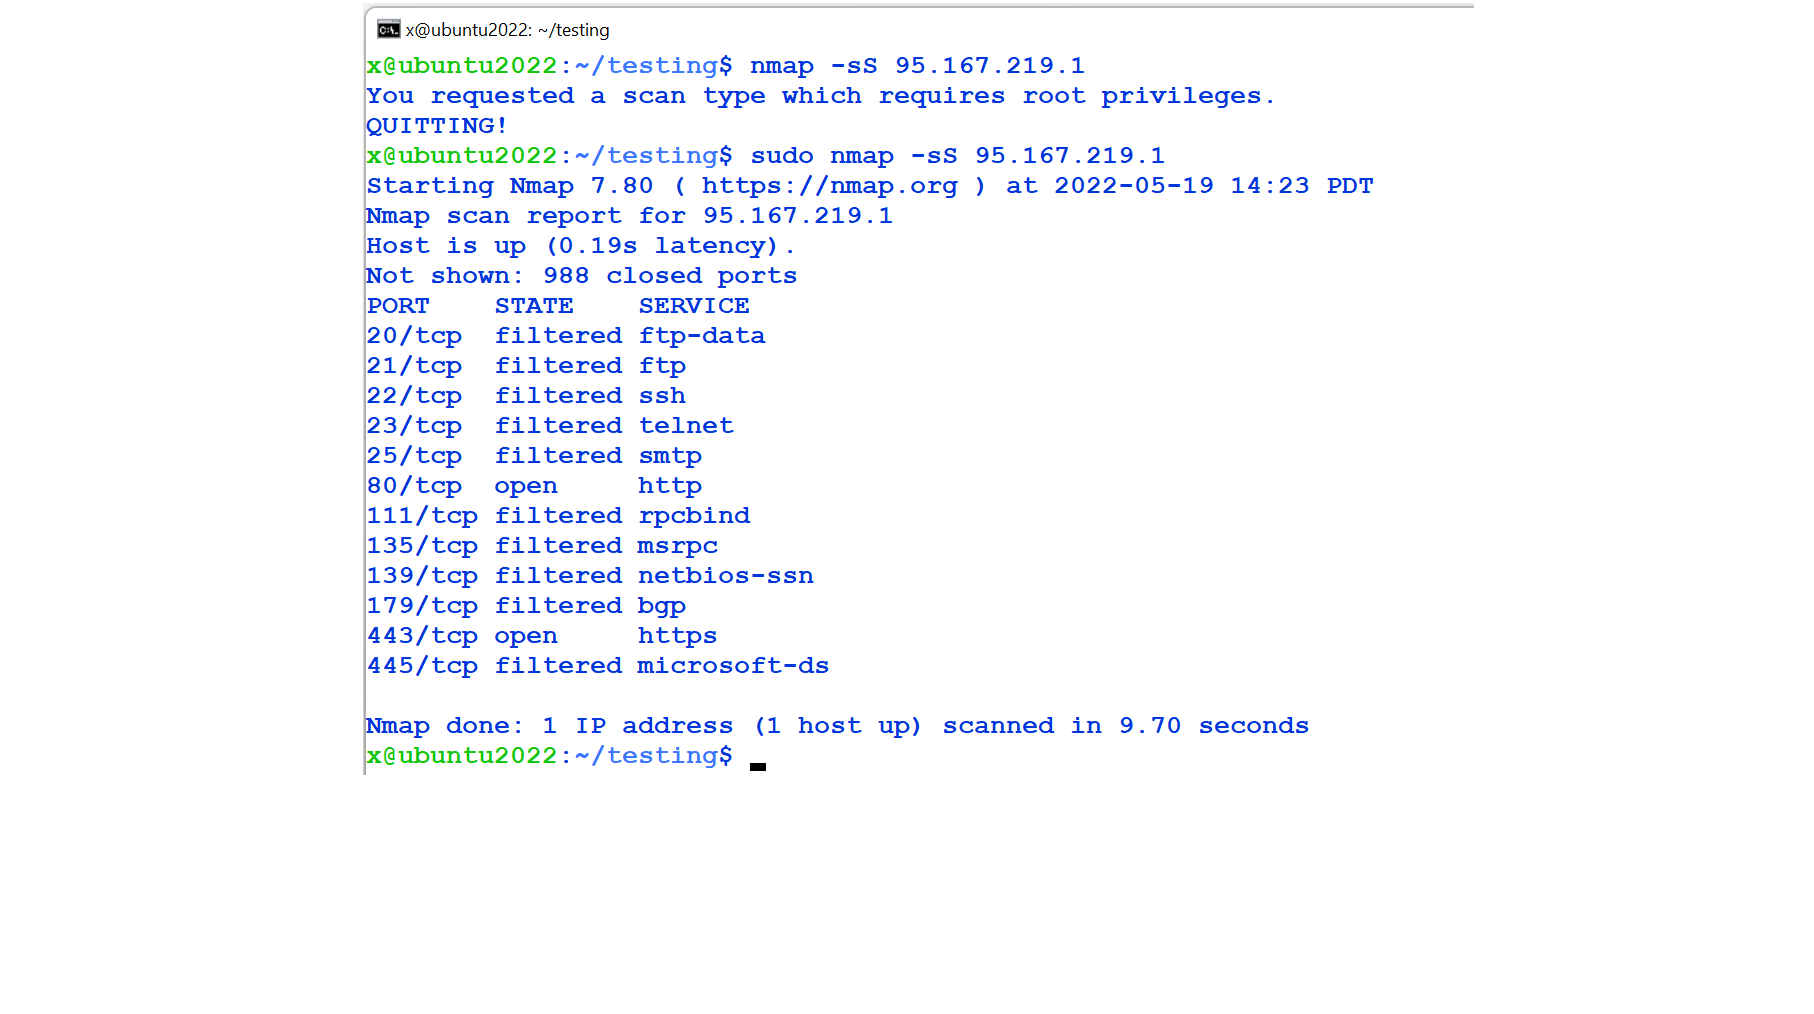 x@ubuntu2022: ~/testing
x@ubuntu2022:~/testing$ nmap -sS 95.167.219.1
You requested a scan type which requires root privileges.
QUITTING!
x@ubuntu2022:~/testing$ sudo nmap -sS 95.167.219.1
Starting Nmap 7.80 ( https://nmap.org ) at 2022-05-19 14:23 PDT
Nmap scan report for 95.167.219.1
Host is up (0.19s latency).
Not shown: 988 closed ports
PORT    STATE    SERVICE
20/tcp  filtered ftp-data
21/tcp  filtered ftp
22/tcp  filtered ssh
23/tcp  filtered telnet
25/tcp  filtered smtp
80/tcp  open     http
111/tcp filtered rpcbind
135/tcp filtered msrpc
139/tcp filtered netbios-ssn
179/tcp filtered bgp
443/tcp open     https
445/tcp filtered microsoft-ds
Nmap done: 1 IP address (1 host up) scanned in 9.70 seconds
x@ubuntu2022:~/testing$